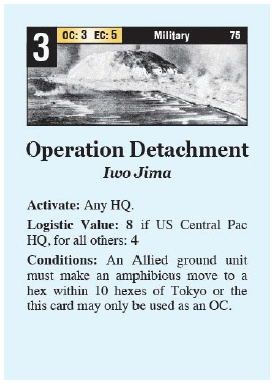 3 OC: 3 EC: 5 Military 75
Operation Detachment
Iwo Jima
Activate: Any HQ.
Logistic Value: 8 if US Central Pac
HQ, for all others: 4
Conditions: An Allied ground unit
must make an amphibious move to a
hex within 10 hexes of Tokyo or the
this card may only be used as an OC.